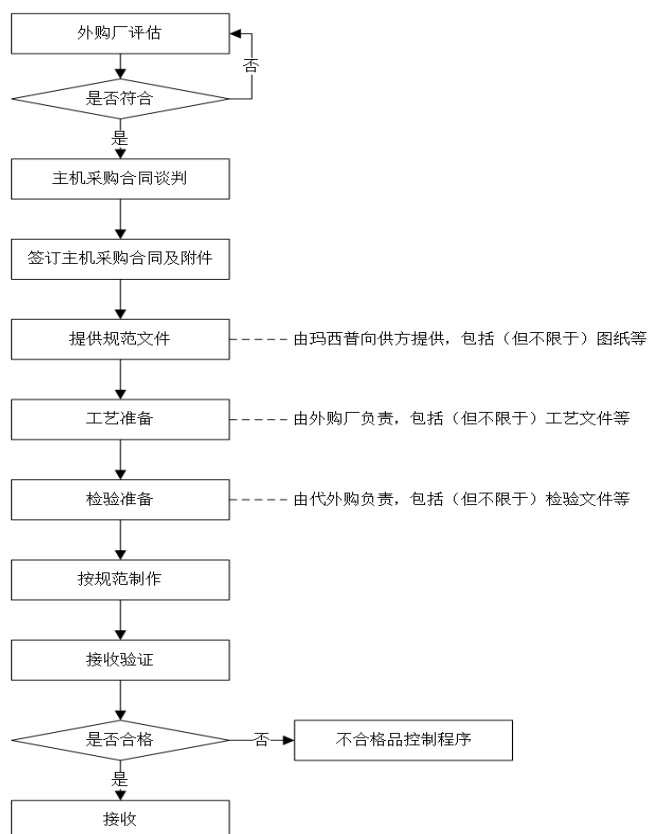 外购厂评估
否
是否符合
是
主机采购合同谈判
签订主机采购合同及附件
提供规范文件
由玛西普向供方提供，包括（但不限于）图纸等
工艺准备
由外购厂负责，包括（但不限于）工艺文件等
检验准备
由代外购负责，包括（但不限于）检验文件等
按规范制作
接收验证
是否合格
否
不合格品控制程序
是
接收